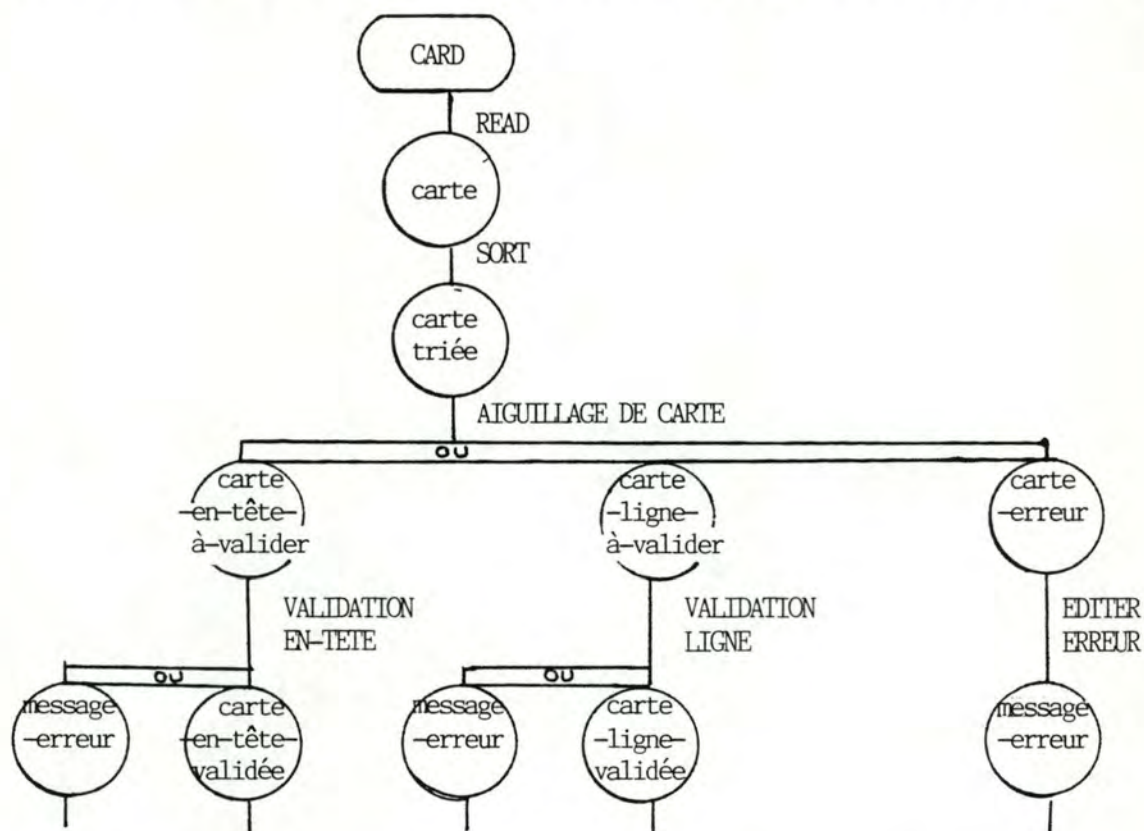 CARD
READ
carte
SORT
carte
triée
AIGUILLAGE DE CARTE
OU
carte
-en-tête-
à-valider
carte
-ligne-
à-valider
carte
-erreur
VALIDATION
EN-TETE
VALIDATION
LIGNE
EDITER
ERREUR
OU
OU
message
-erreur
carte
-en-tête-
validée
message
-erreur
carte
-ligne-
validée
message
-erreur